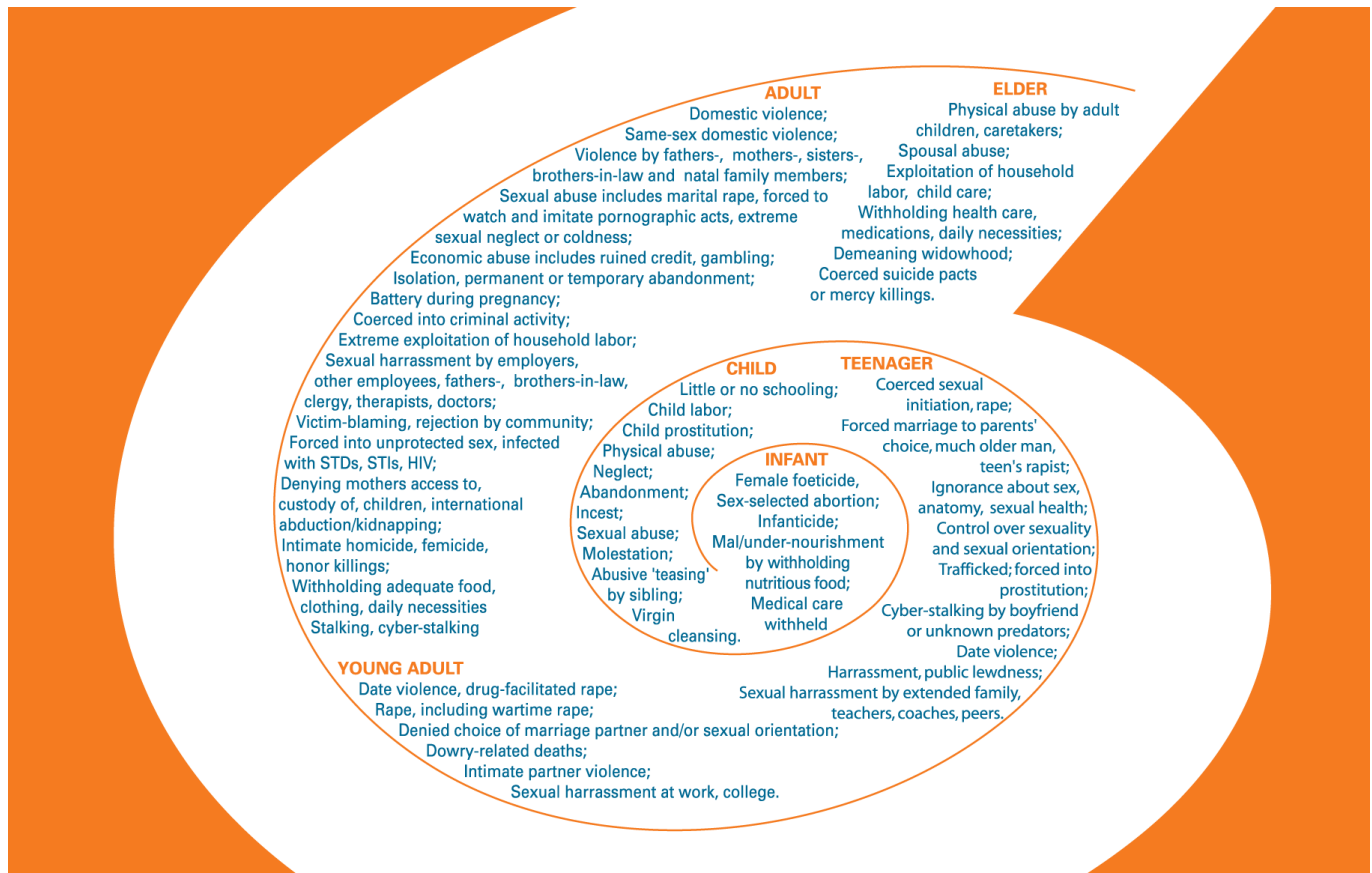 ADULT
Domestic violence;
Same-sex domestic violence;
Violence by fathers-, mothers-, sisters-,
brothers-in-law and natal family members;
Sexual abuse includes marital rape, forced to
watch and imitate pornographic acts, extreme
sexual neglect or coldness;
Economic abuse includes ruined credit, gambling;
Isolation, permanent or temporary abandonment;
Battery during pregnancy;
Coerced into criminal activity;
Extreme exploitation of household labor;
Sexual harrassment by employers,
other employees, fathers-, brothers-in-law,
clergy, therapists, doctors;
Victim-blaming, rejection by community;
Forced into unprotected sex, infected
with STDs, STIs, HIV;
Denying mothers access to,
custody of, children, international
abduction/kidnapping;
Intimate homicide, femicide,
honor killings;
Withholding adequate food,
clothing, daily necessities
Stalking, cyber-stalking
ELDER
Physical abuse by adult
children, caretakers;
Spousal abuse;
Exploitation of household
labor, child care;
Withholding health care,
medications, daily necessities;
Demeaning widowhood;
Coerced suicide pacts
or mercy killings.
CHILD
Little or no schooling;
Child labor;
Child prostitution;
Physical abuse;
Neglect;
Abandonment;
Incest;
Sexual abuse;
Molestation;
Abusive 'teasing'
by sibling;
Virgin
cleansing.
INFANT
Female foeticide,
Sex-selected abortion;
Infanticide;
Mal/under-nourishment
by withholding
nutritious food;
Medical care
withheld
TEENAGER
Coerced sexual
initiation, rape;
Forced marriage to parents'
choice, much older man,
teen's rapist;
Ignorance about sex,
anatomy, sexual health;
Control over sexuality
and sexual orientation;
Trafficked; forced into
prostitution;
Cyber-stalking by boyfriend
or unknown predators;
Date violence;
Harrassment, public lewdness;
Sexual harrassment by extended family,
teachers, coaches, peers.
YOUNG ADULT
Date violence, drug-facilitated rape;
Rape, including wartime rape;
Denied choice of marriage partner and/or sexual orientation;
Dowry-related deaths;
Intimate partner violence;
Sexual harrassment at work, college.